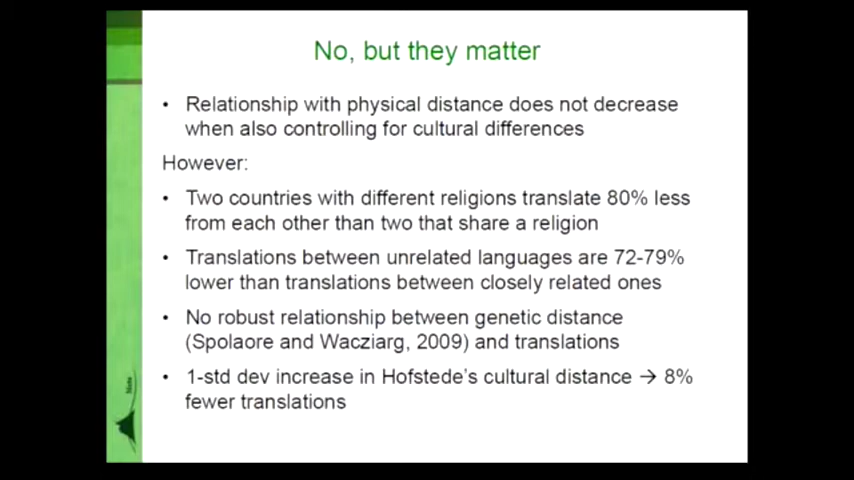 No, but they matter
• Relationship with physical distance does not decrease
when also controlling for cultural differences
However:
• Two countries with different religions translate 80% less
from each other than two that share a religion
• Translations between unrelated languages are 72-79%
lower than translations between closely related ones
• No robust relationship between genetic distance
(Spolaore and Wacziarg, 2009) and translations
• 1-std dev increase in Hofstede's cultural distance → 8%
fewer translations